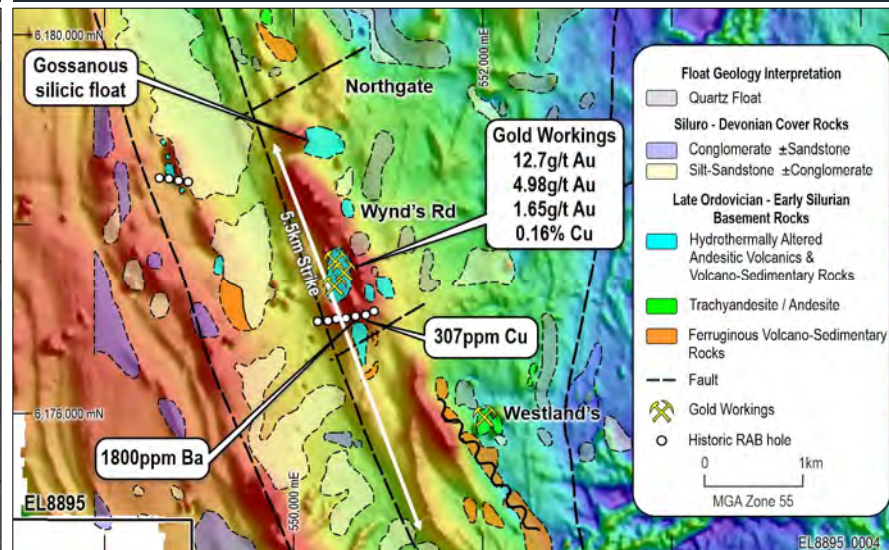 6,180,000 mN
552,000 mE
Gossanous
silicic float
Northgate
Gold Workings
12.7g/t Au
4.98g/t Au
1.65g/t Au
0.16% Cu
Wynd's Rd
5.5km Strike
307ppm Cu
6,176,000 mN
Westland's
1800ppm Ba
550,000 mE
EL8895
Float Geology Interpretation
Quartz Float
Siluro - Devonian Cover Rocks
Conglomerate ±Sandstone
Silt-Sandstone ±Conglomerate
Late Ordovician - Early Silurian
Basement Rocks
Hydrothermally Altered
Andesitic Volcanics &
Volcano-Sedimentary Rocks
Trachyandesite / Andesite
Ferruginous Volcano-Sedimentary
Rocks
Fault
Gold Workings
Historic RAB hole
0 1km
MGA Zone 55
EL8895_0004